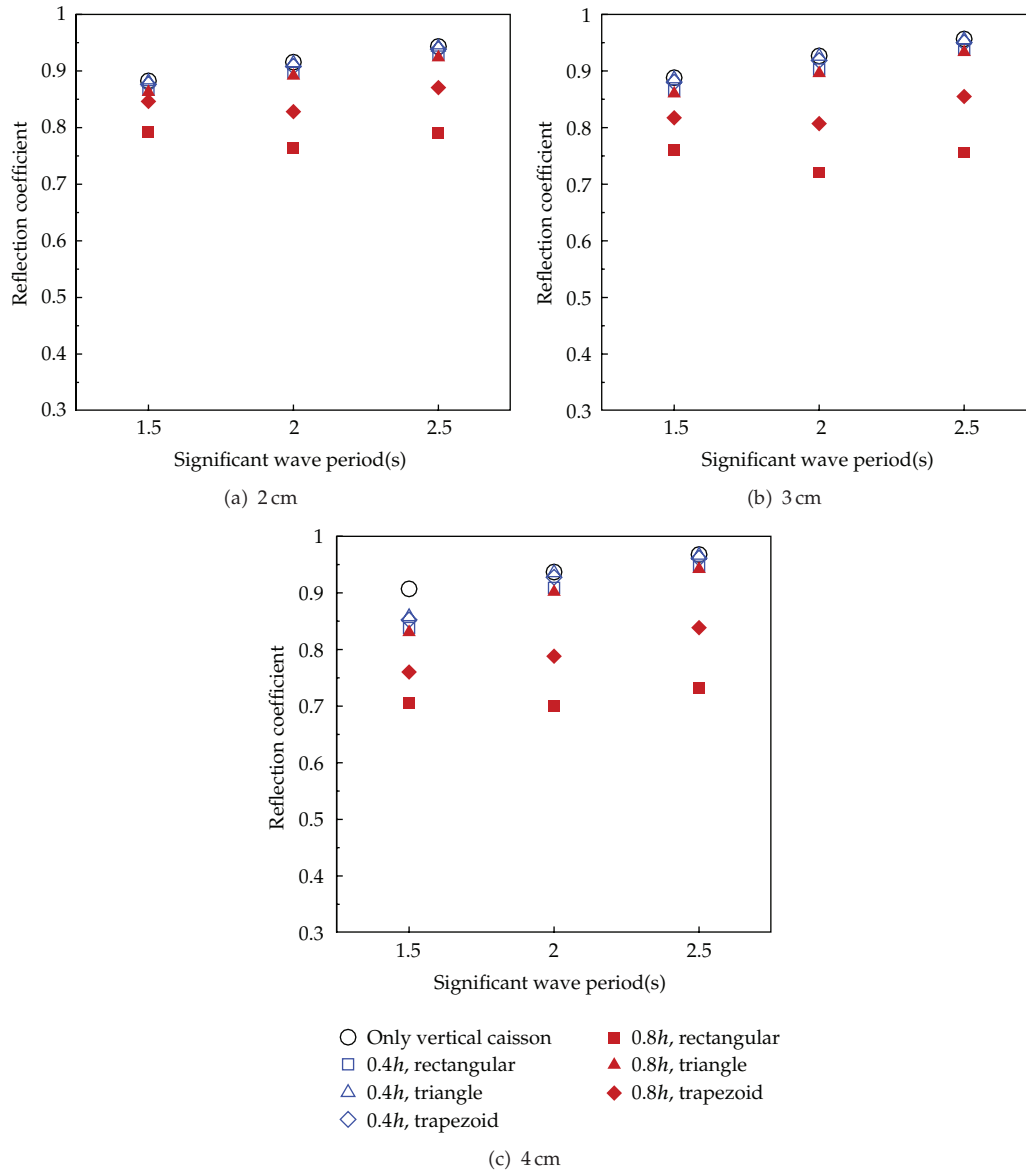 1
0.9
0.8
0.7
0.6
0.5
0.4
0.3
Reflection coefficient
1.5 2 2.5
Significant wave period(s)
(a) 2 cm
1
0.9
0.8
0.7
0.6
0.5
0.4
0.3
Reflection coefficient
1.5 2 2.5
Significant wave period(s)
(b) 3 cm
1
0.9
0.8
0.7
0.6
0.5
0.4
0.3
Reflection coefficient
1.5 2 2.5
Significant wave period(s)
Only vertical caisson
0.4h, rectangular
0.4h, triangle
0.4h, trapezoid
0.8h, rectangular
0.8h, triangle
0.8h, trapezoid
(c) 4 cm